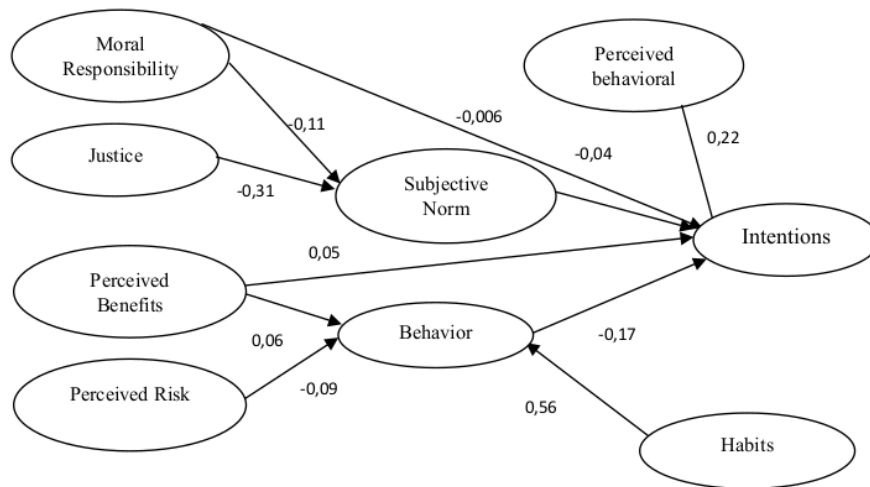 Moral
Responsibility
Perceived
behavioral
-0,006
-0,11
-0,04
0,22
Justice
-0,31
Subjective
Norm
Intentions
0,05
Perceived
Benefits
0,06
Behavior
-0,17
Perceived Risk
-0,09
0,56
Habits